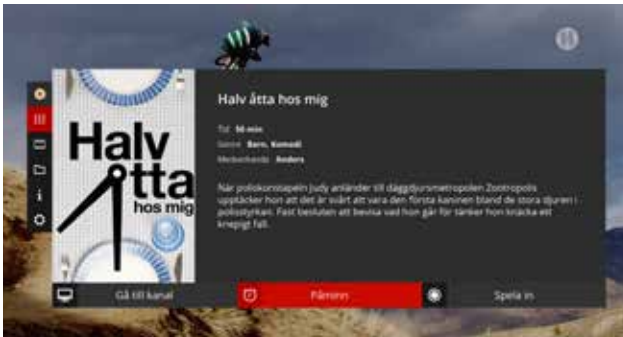 Halv åtta hos mig
Tid 50 min
Genre Barn, Komedi
Medverkande Anders
När poliskonstapeln Judy anländer till däggdjursmetropolen Zootropolis
upptäcker hon att det är svårt att vara den första kaninen bland de stora djuren i
polisstyrkan. Fast besluten att bevisa vad hon går för tänker hon knäcka ett
knepigt fall.
Halv
åtta
hos mig
Gå till kanal
Påminn
Spela in